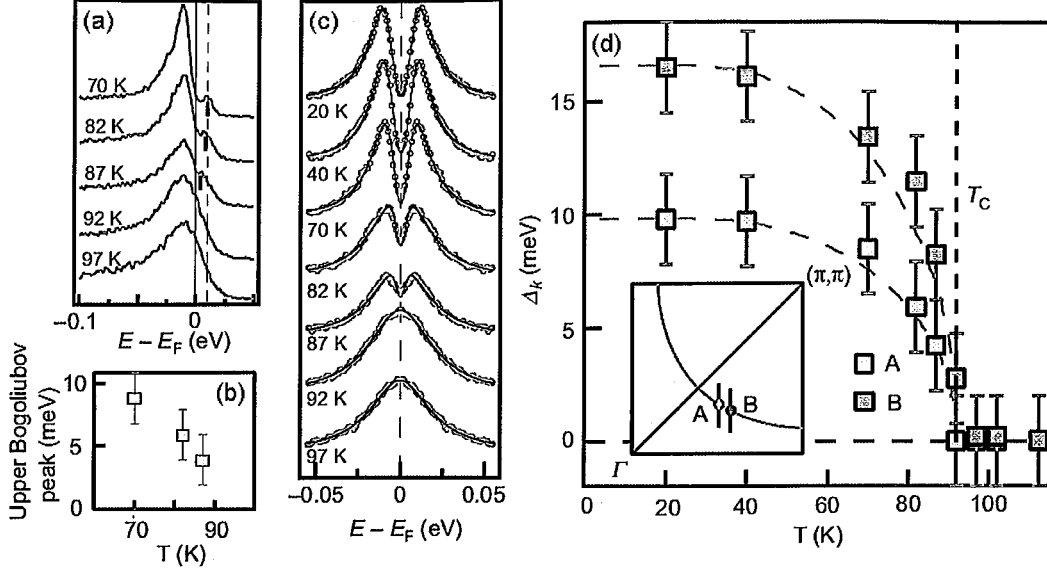 (a)
70 K
82 K
87 K
92 K
97 K
−0.1
0
E − E_F (eV)
(b)
Upper Bogoliubov
peak (meV)
10
5
0
70
90
T (K)
(c)
20 K
40 K
70 K
82 K
87 K
92 K
97 K
−0.05
0
0.05
E − E_F (eV)
(d)
Δ_k (meV)
15
10
5
0
T_C
(π,π)
A
B
Γ
A
B
0
20
40
60
80
100
T (K)